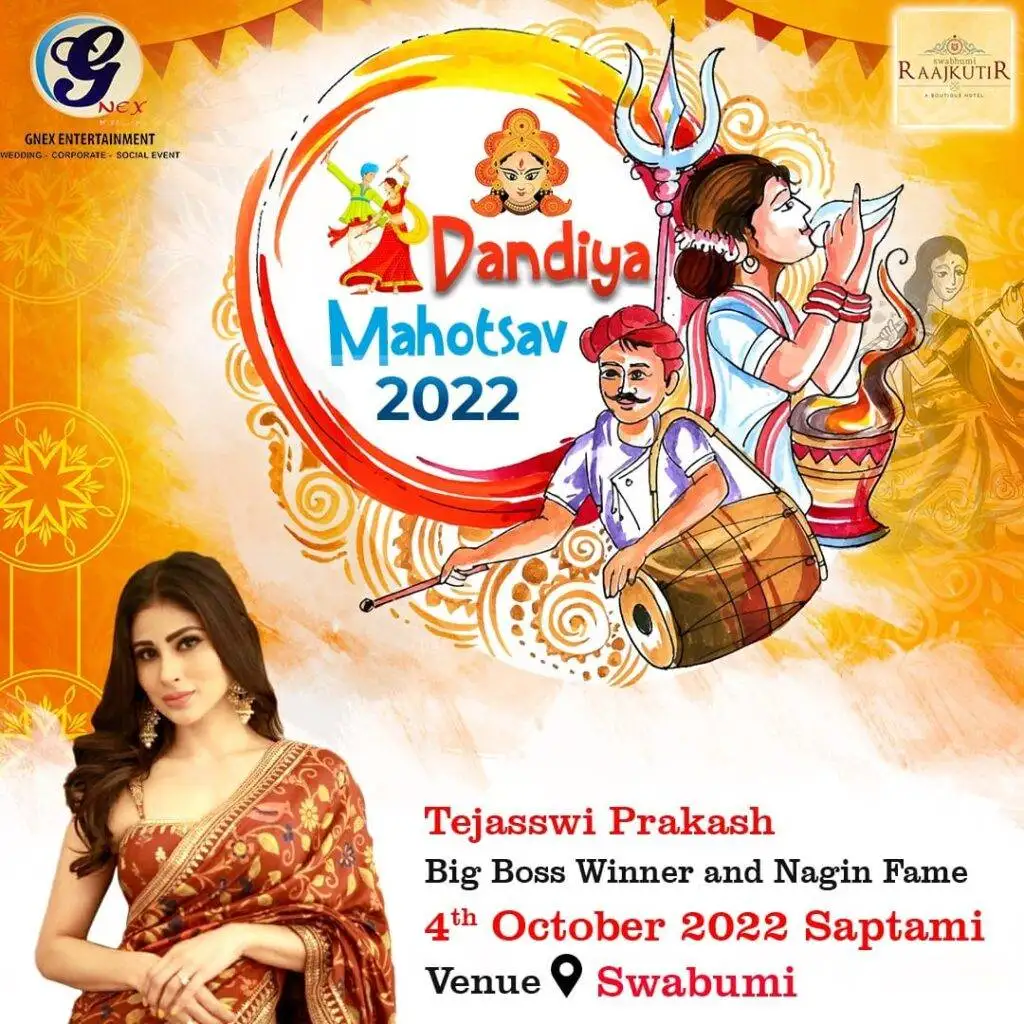 G
NEX
GNEX ENTERTAINMENT
WEDDING - CORPORATE - SOCIAL EVENT
swabhumi
RAAJKUTIR
A BOUTIQUE HOTEL
Dandiya
Mahotsav
2022
Tejasswi Prakash
Big Boss Winner and Nagin Fame
4th October 2022 Saptami
Venue Swabumi